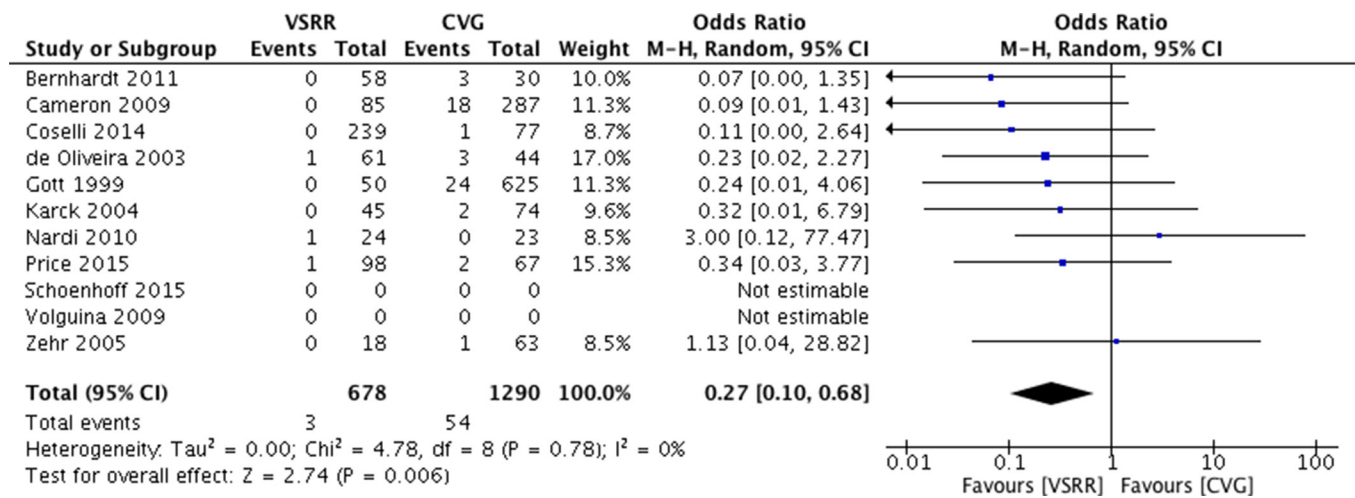 VSRR CVG Odds Ratio Odds Ratio
Study or Subgroup Events Total Events Total Weight M-H, Random, 95% CI M-H, Random, 95% CI
Bernhardt 2011 0 58 3 30 10.0% 0.07 [0.00, 1.35]
Cameron 2009 0 85 18 287 11.3% 0.09 [0.01, 1.43]
Coselli 2014 0 239 1 77 8.7% 0.11 [0.00, 2.64]
de Oliveira 2003 1 61 3 44 17.0% 0.23 [0.02, 2.27]
Gott 1999 0 50 24 625 11.3% 0.24 [0.01, 4.06]
Karck 2004 0 45 2 74 9.6% 0.32 [0.01, 6.79]
Nardi 2010 1 24 0 23 8.5% 3.00 [0.12, 77.47]
Price 2015 1 98 2 67 15.3% 0.34 [0.03, 3.77]
Schoenhoff 2015 0 0 0 0 Not estimable
Volguina 2009 0 0 0 0 Not estimable
Zehr 2005 0 18 1 63 8.5% 1.13 [0.04, 28.82]
Total (95% CI) 678 1290 100.0% 0.27 [0.10, 0.68]
Total events 3 54
Heterogeneity: Tau² = 0.00; Chi² = 4.78, df = 8 (P = 0.78); I² = 0%
Test for overall effect: Z = 2.74 (P = 0.006)
0.01 0.1 1 10 100
Favours [VSRR] Favours [CVG]